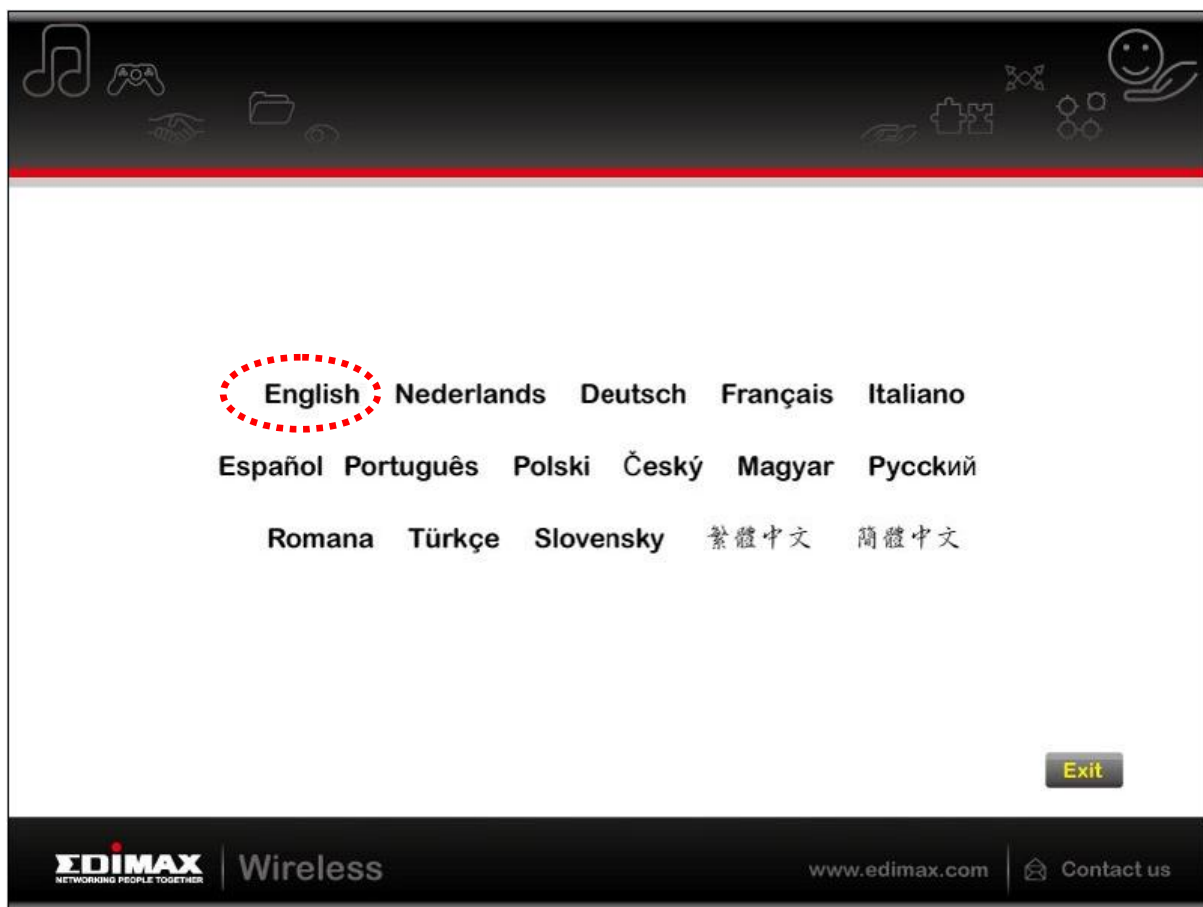 English Nederlands Deutsch Français Italiano
Español Português Polski Český Magyar Pycckий
Romana Türkçe Slovensky 繁體中文 簡體中文
Exit
EDIMAX Wireless www.edimax.com Contact us
NETWORKING PEOPLE TOGETHER